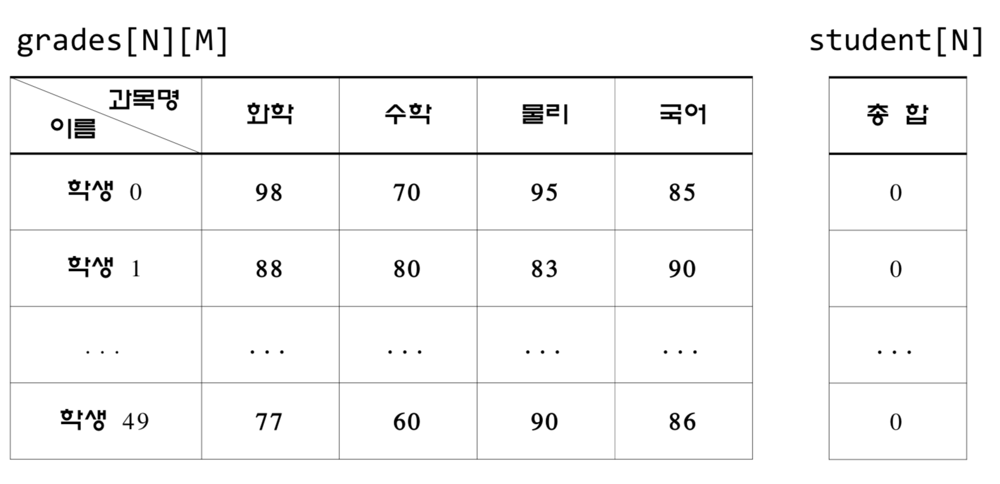 grades[N][M] student[N]
과목명
이름 화학 수학 물리 국어 총 합
학생 0 98 70 95 85 0
학생 1 88 80 83 90 0
... ... ... ... ... ...
학생 49 77 60 90 86 0